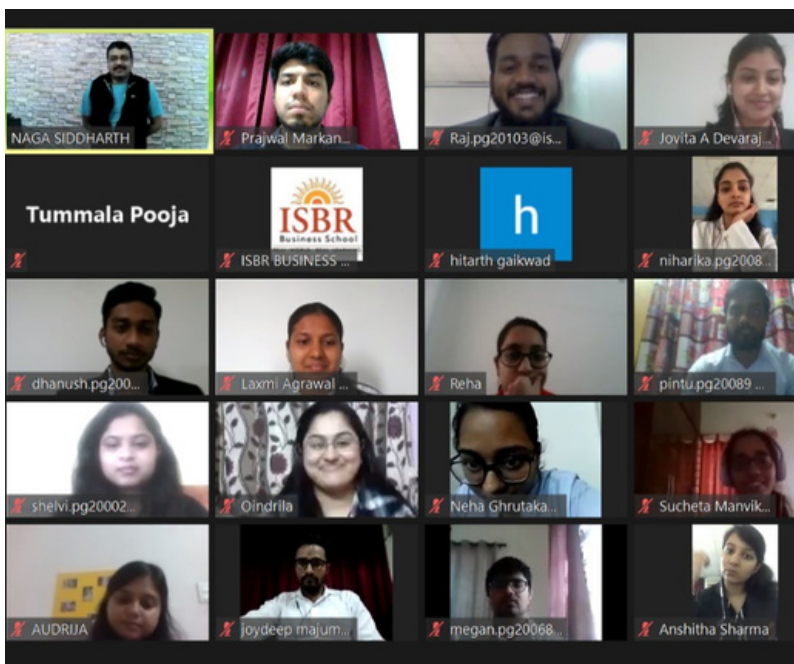 NAGA SIDDHARTH
Prajwal Markan...
Raj.pg20103@is...
Jovita A Devaraj...
Tummala Pooja
ISBR
Business School
ISBR BUSINESS ...
h
hitarth gaikwad
niharika.pg2008...
dhanush.pg200...
Laxmi Agrawal ...
Reha
pintu.pg20089 ...
shelvi.pg20002...
Oindrila
Neha Ghrutaka...
Sucheta Manvik...
AUDRIJA
joydeep majum...
megan.pg20068...
Anshitha Sharma